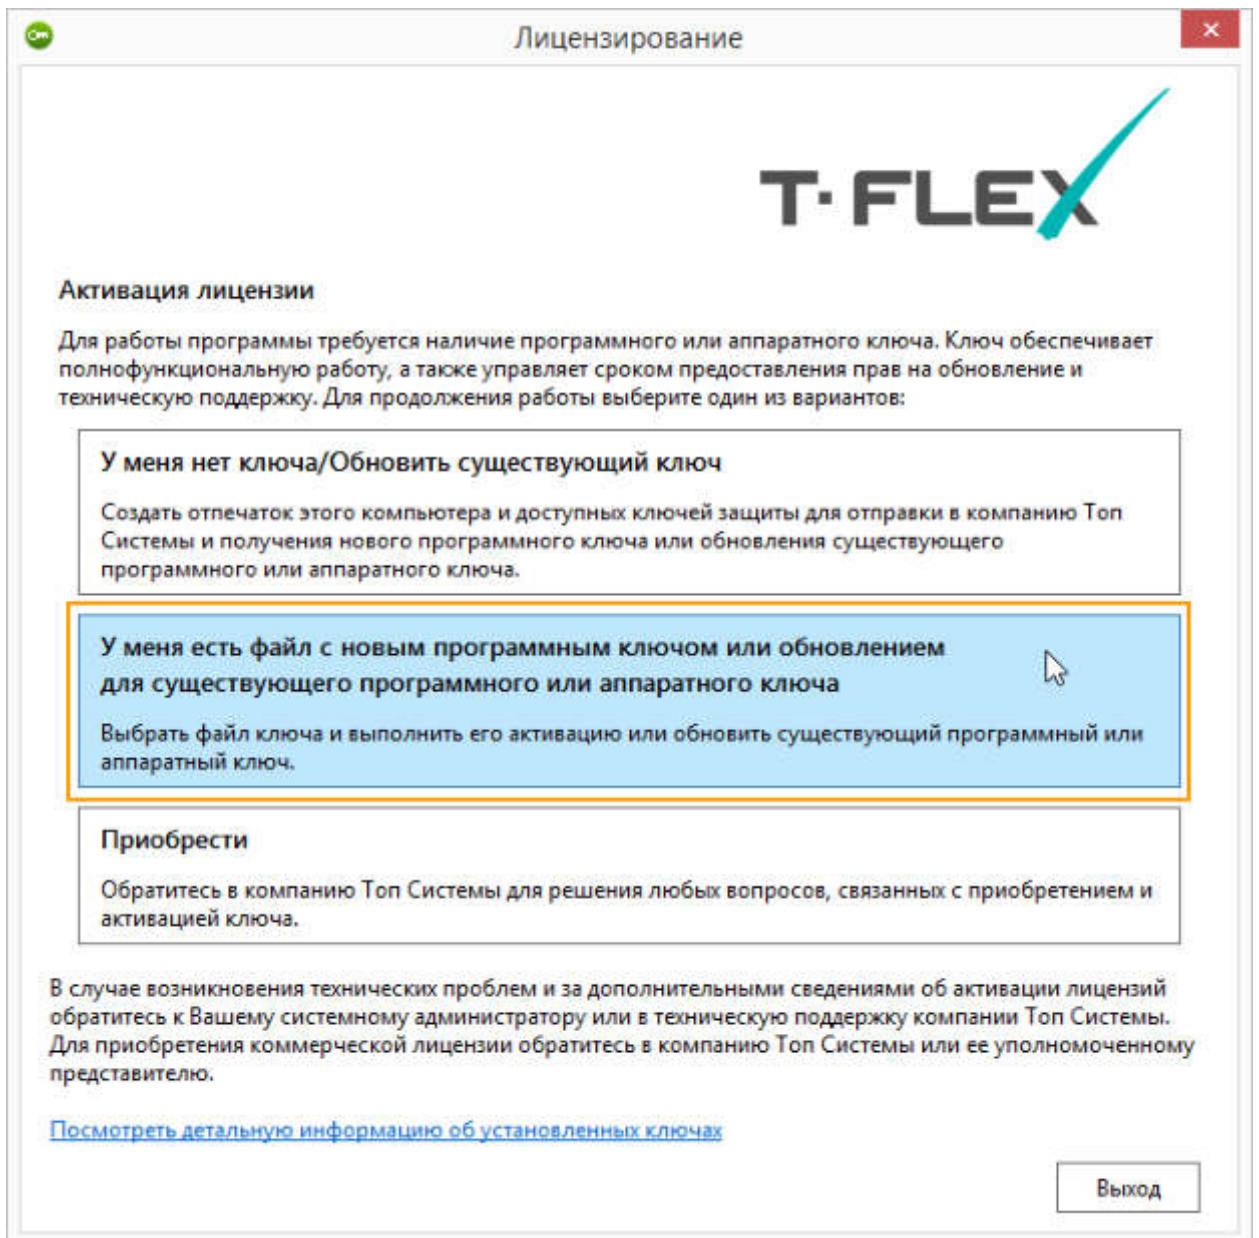 Лицензирование
T·FLEX
Активация лицензии
Для работы программы требуется наличие программного или аппаратного ключа. Ключ обеспечивает
полнофункциональную работу, а также управляет сроком предоставления прав на обновление и
техническую поддержку. Для продолжения работы выберите один из вариантов:
У меня нет ключа/Обновить существующий ключ
Создать отпечаток этого компьютера и доступных ключей защиты для отправки в компанию Топ
Системы и получения нового программного ключа или обновления существующего
программного или аппаратного ключа.
У меня есть файл с новым программным ключом или обновлением
для существующего программного или аппаратного ключа
Выбрать файл ключа и выполнить его активацию или обновить существующий программный или
аппаратный ключ.
Приобрести
Обратитесь в компанию Топ Системы для решения любых вопросов, связанных с приобретением и
активацией ключа.
В случае возникновения технических проблем и за дополнительными сведениями об активации лицензий
обратитесь к Вашему системному администратору или в техническую поддержку компании Топ Системы.
Для приобретения коммерческой лицензии обратитесь в компанию Топ Системы или ее уполномоченному
представителю.
Посмотреть детальную информацию об установленных ключах
Выход